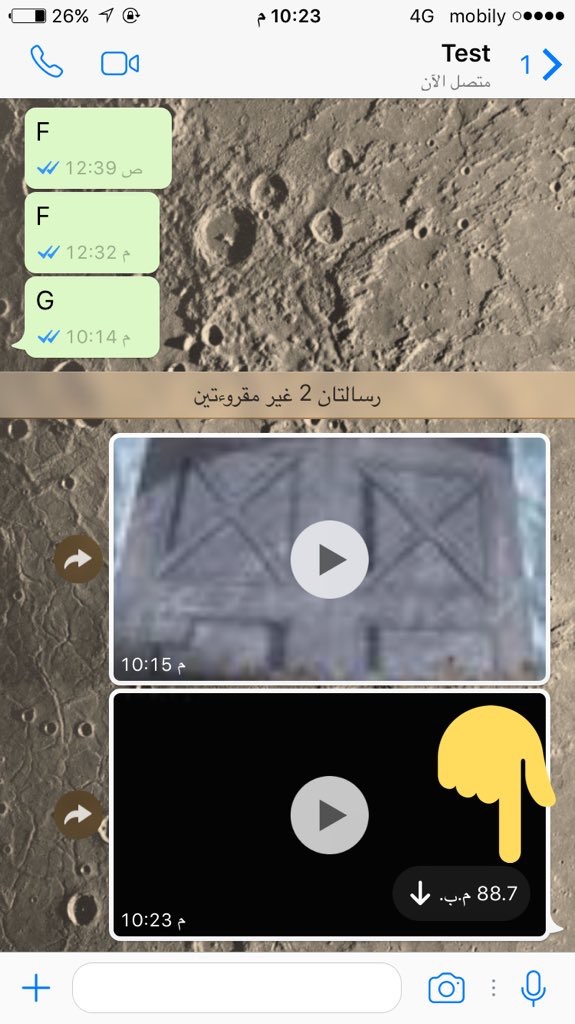 26% 10:23 م 4G mobily
Test
متصل الآن
1
F
12:39 ص
F
12:32 م
G
10:14 م
رسالتان 2 غير مقروءتين
10:15 م
88.7 م.ب.
10:23 م